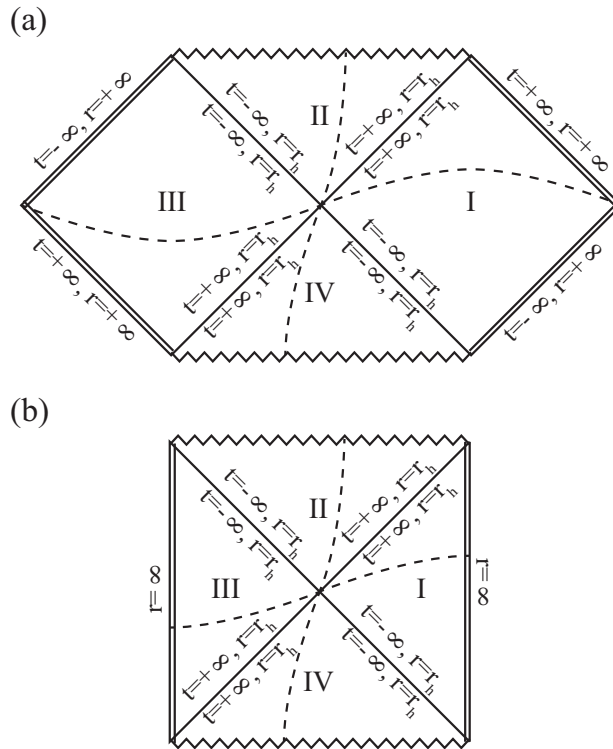 (a)
t=- ∞, r=+ ∞
t=- ∞, r=r_h
t=- ∞, r=r_h
II
t=+ ∞, r=r_h
t=+ ∞, r=r_h
t=+ ∞, r=+ ∞
III
I
t=+ ∞, r=+ ∞
t=+ ∞, r=r_h
t=+ ∞, r=r_h
IV
t=- ∞, r=r_h
t=- ∞, r=r_h
t=- ∞, r=+ ∞
(b)
t=- ∞, r=r_h
t=- ∞, r=r_h
II
t=+ ∞, r=r_h
t=+ ∞, r=r_h
r=∞
III
I
r=∞
t=+ ∞, r=r_h
t=+ ∞, r=r_h
IV
t=- ∞, r=r_h
t=- ∞, r=r_h